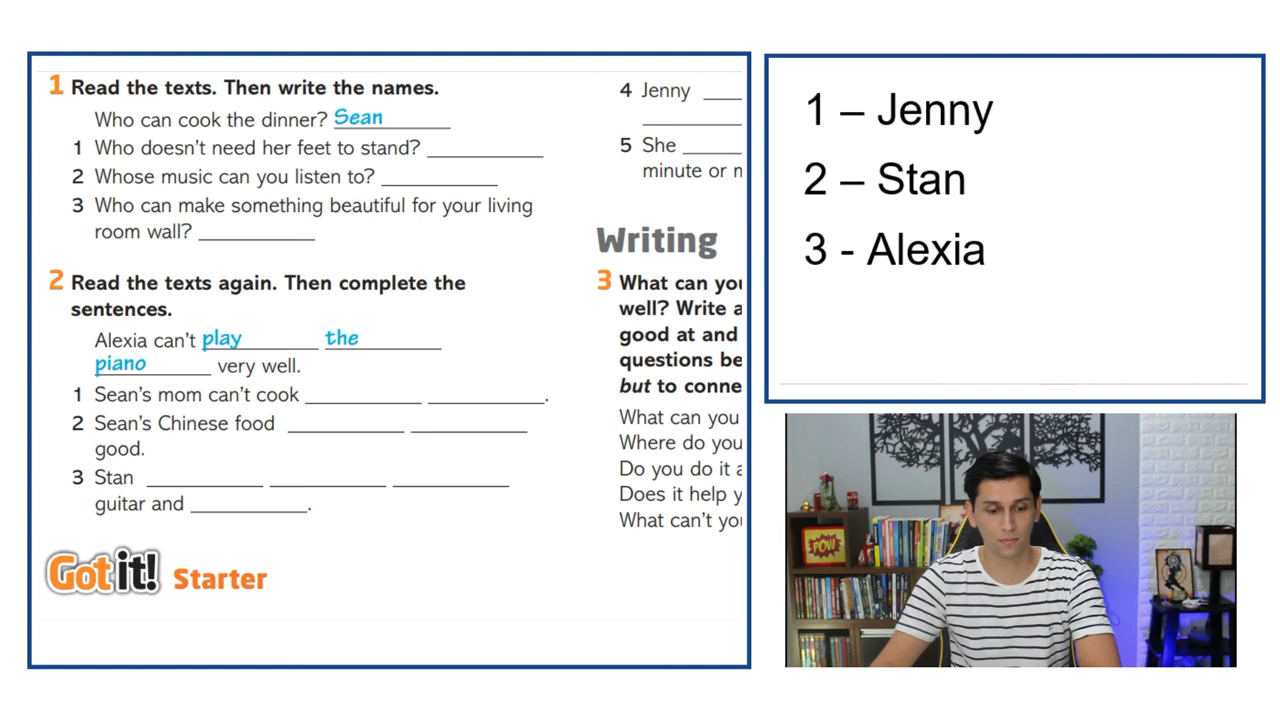 1 Read the texts. Then write the names.
Who can cook the dinner? Sean
1 Who doesn't need her feet to stand?
2 Whose music can you listen to?
3 Who can make something beautiful for your living
room wall?
2 Read the texts again. Then complete the
sentences.
Alexia can't play the
piano very well.
1 Sean's mom can't cook .
2 Sean's Chinese food
good.
3 Stan
guitar and .
Got it! Starter
4 Jenny
5 She
minute or
Writing
3 What can
well? Write
good at and
questions
but to
What can you
Where do
Do you do it
Does it help
What can't
1 – Jenny
2 – Stan
3 - Alexia
POW!